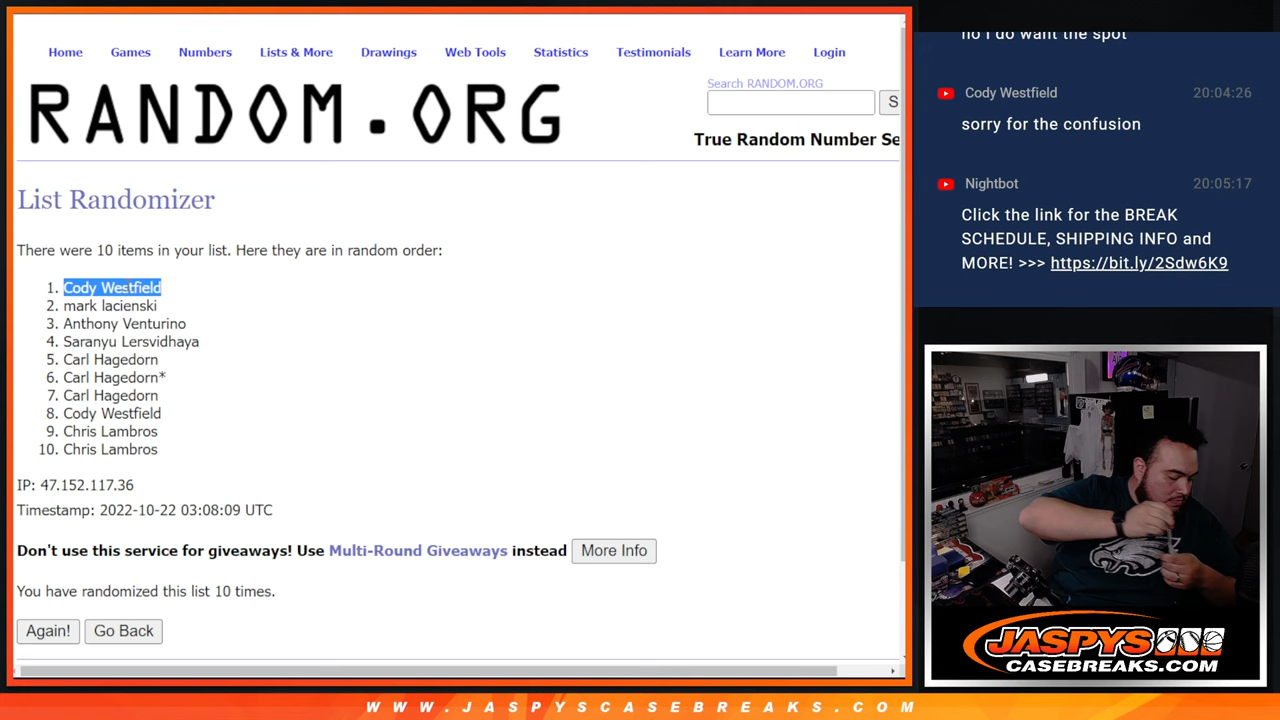 Home Games Numbers Lists & More Drawings Web Tools Statistics Testimonials Learn More Login
Search RANDOM.ORG
S
RANDOM.ORG
True Random Number Se
List Randomizer
There were 10 items in your list. Here they are in random order:
1. Cody Westfield
2. mark lacienski
3. Anthony Venturino
4. Saranyu Lersvidhaya
5. Carl Hagedorn
6. Carl Hagedorn*
7. Carl Hagedorn
8. Cody Westfield
9. Chris Lambros
10. Chris Lambros
IP: 47.152.117.36
Timestamp: 2022-10-22 03:08:09 UTC
Don't use this service for giveaways! Use Multi-Round Giveaways instead More Info
You have randomized this list 10 times.
Again! Go Back
no I do want the spot
Cody Westfield 20:04:26
sorry for the confusion
Nightbot 20:05:17
Click the link for the BREAK
SCHEDULE, SHIPPING INFO and
MORE! >>> https://bit.ly/2Sdw6K9
EAGLES
JASPYS
CASEBREAKS.COM
WWW.JASPYSCASEBREAKS.COM